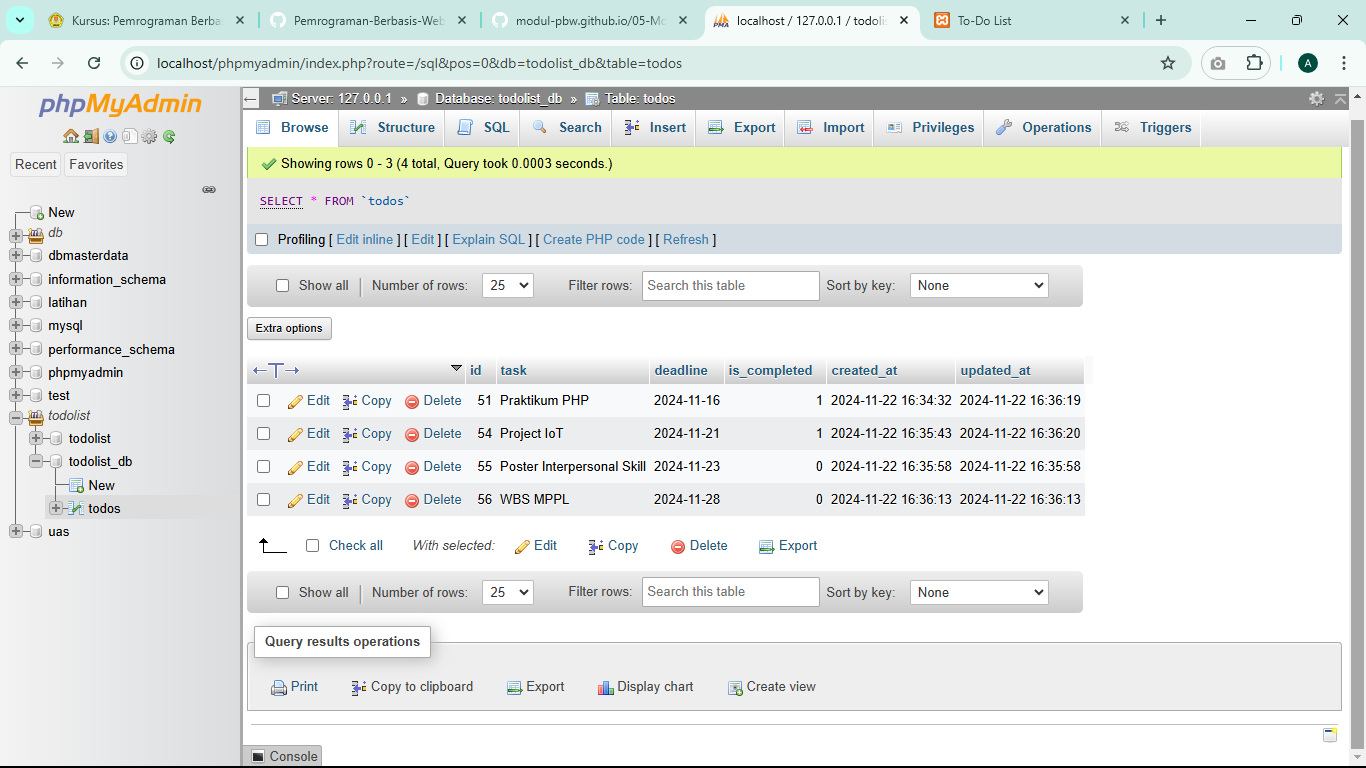 Kursus: Pemrograman Berba
Pemrograman-Berbasis-Web
modul-pbw.github.io/05-Mo
localhost / 127.0.0.1 / todoli
To-Do List
localhost/phpmyadmin/index.php?route=/sql&pos=0&db=todolist_db&table=todos
A
phpMyAdmin
Recent Favorites
New
db
dbmasterdata
information_schema
latihan
mysql
performance_schema
phpmyadmin
test
todolist
todolist
todolist_db
New
todos
uas
Server: 127.0.0.1 » Database: todolist_db » Table: todos
Browse Structure SQL Search Insert Export Import Privileges Operations Triggers
Showing rows 0 - 3 (4 total, Query took 0.0003 seconds.)
SELECT * FROM `todos`
Profiling [ Edit inline ] [ Edit ] [ Explain SQL ] [ Create PHP code ] [ Refresh ]
Show all Number of rows: 25 Filter rows: Search this table Sort by key: None
Extra options
id task deadline is_completed created_at updated_at
Edit Copy Delete 51 Praktikum PHP 2024-11-16 1 2024-11-22 16:34:32 2024-11-22 16:36:19
Edit Copy Delete 54 Project IoT 2024-11-21 1 2024-11-22 16:35:43 2024-11-22 16:36:20
Edit Copy Delete 55 Poster Interpersonal Skill 2024-11-23 0 2024-11-22 16:35:58 2024-11-22 16:35:58
Edit Copy Delete 56 WBS MPPL 2024-11-28 0 2024-11-22 16:36:13 2024-11-22 16:36:13
Check all With selected: Edit Copy Delete Export
Show all Number of rows: 25 Filter rows: Search this table Sort by key: None
Query results operations
Print Copy to clipboard Export Display chart Create view
Console